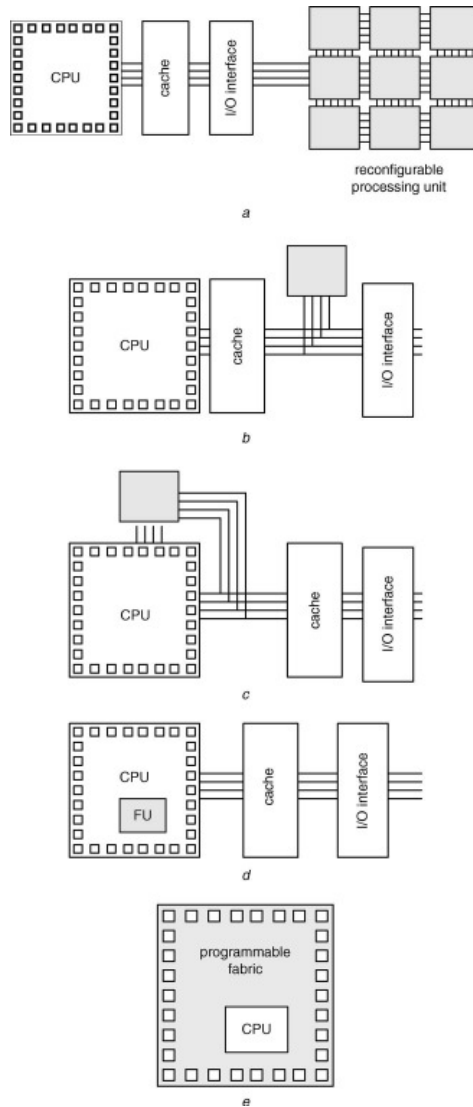 CPU
cache
I/O interface
reconfigurable
processing unit
a
CPU
cache
I/O interface
b
CPU
cache
I/O interface
c
CPU
FU
cache
I/O interface
d
programmable
fabric
CPU
e